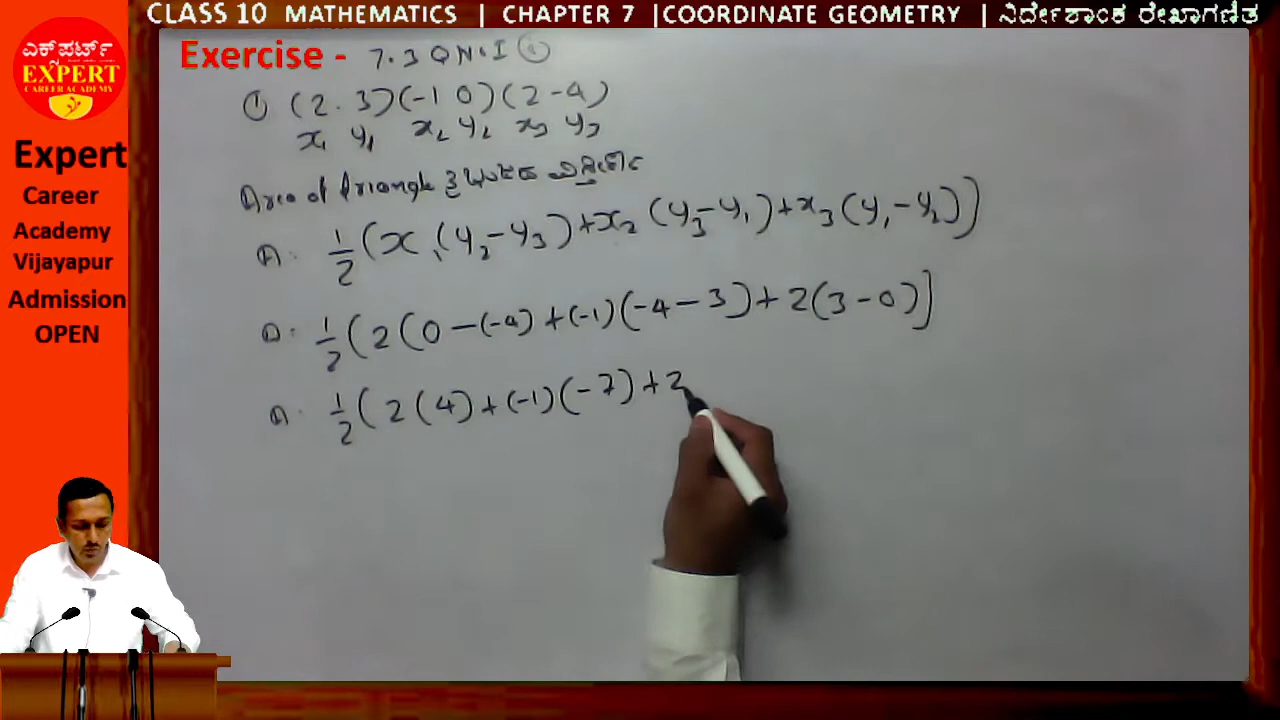 CLASS 10 MATHEMATICS | CHAPTER 7 |COORDINATE GEOMETRY | ನಿರ್ದೇಶಾಂಕ ರೇಖಾಗಣಿತ
ಎಕ್ಸ್‌ಪರ್ಟ್
EXPERT
CAREER ACADEMY
Expert
Career
Academy
Vijayapur
Admission
OPEN
Exercise - 7.3 Q N. I
① (2. 3)(-1 0)(2 -4)
x₁ y₁ x₂ y₂ x₃ y₃
Area of triangle ತ್ರಿಭುಜದ ವಿಸ್ತೀರ್ಣ
A: 1/2 (x₁(y₂-y₃)+x₂(y₃-y₁)+x₃(y₁-y₂))
A: 1/2 (2(0-(-4)+(-1)(-4-3)+2(3-0)]
A: 1/2 (2(4)+(-1)(-7)+2